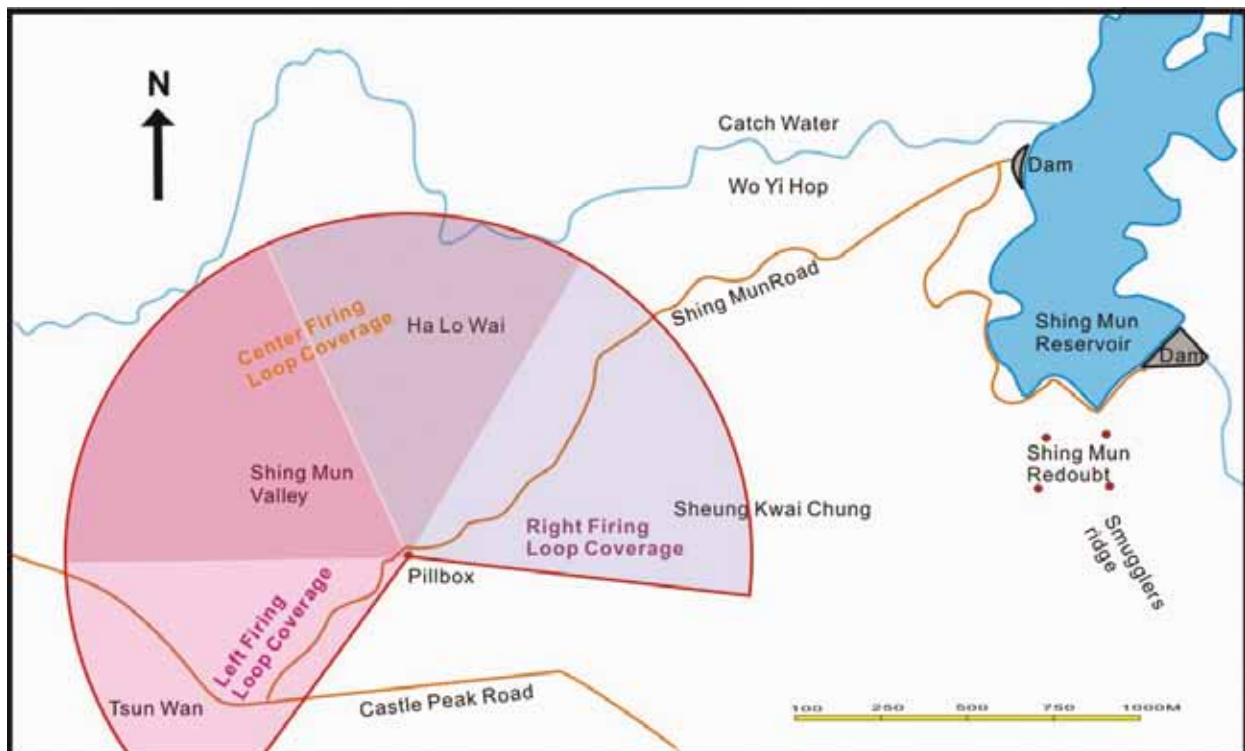 N
Catch Water
Dam
Wo Yi Hop
Shing MunRoad
Center Firing
Loop Coverage
Ha Lo Wai
Shing Mun
Reservoir
Dam
Shing Mun
Valley
Shing Mun
Redoubt
Sheung Kwai Chung
Right Firing
Loop Coverage
Smugglers
ridge
Pillbox
Left Firing
Loop Coverage
Tsun Wan
Castle Peak Road
100 250 500 750 1000M